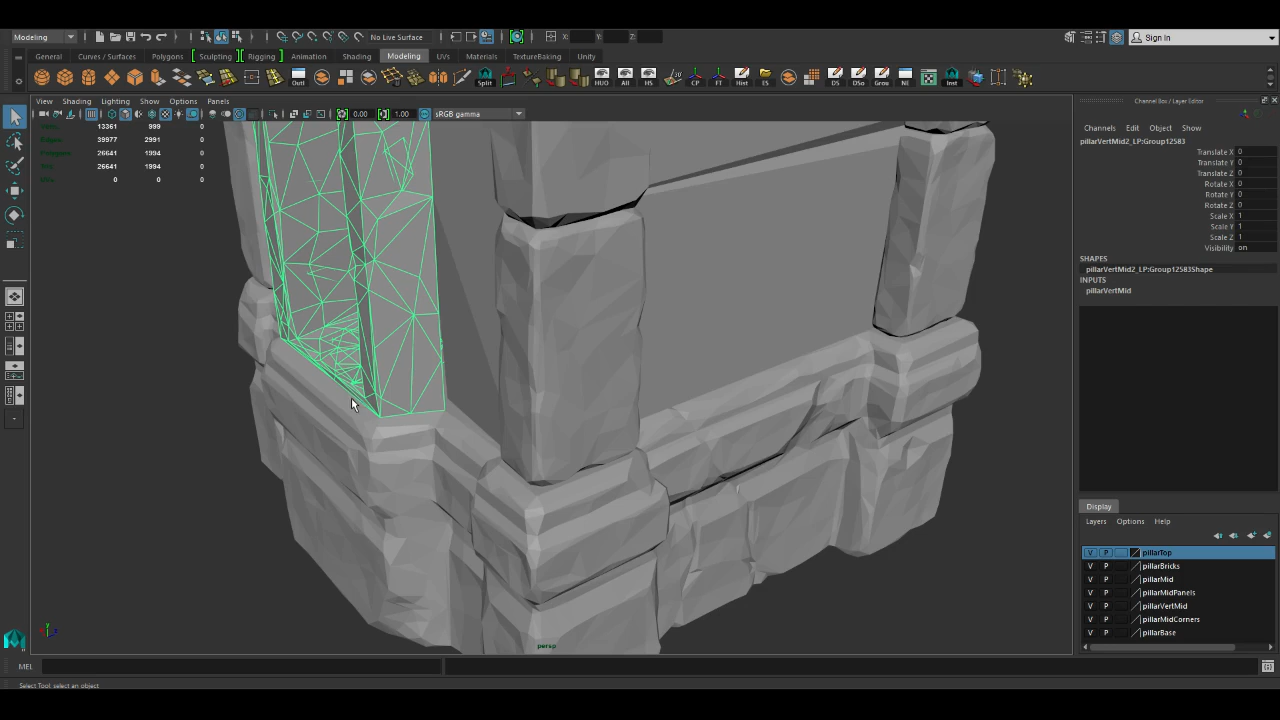 Modeling
No Live Surface
X:
Y:
Z:
Sign In
General
Curves / Surfaces
Polygons
Sculpting
Rigging
Animation
Shading
Modeling
UVs
Materials
TextureBaking
Unity
Out
Split
HUO
All
HS
CP
FT
Hist
ES
DS
DSo
Grou
NE
Inst
View
Shading
Lighting
Show
Options
Panels
0.00
1.00
sRGB gamma
Channel Box / Layer Editor
13361 999 0
39977 2991 0
26641 1994 0
26641 1994 0
0 0 0
Channels
Edit
Object
Show
pillarVertMid2_LP:Group12583
Translate X 0
Translate Y 0
Translate Z 0
Rotate X 0
Rotate Y 0
Rotate Z 0
Scale X 1
Scale Y 1
Scale Z 1
Visibility on
SHAPES
pillarVertMid2_LP:Group12583Shape
INPUTS
pillarVertMid
Display
Layers
Options
Help
V P pillarTop
V P pillarBricks
V P pillarMid
V P pillarMidPanels
V P pillarVertMid
V P pillarMidCorners
V P pillarBase
persp
MEL
Select Tool: select an object